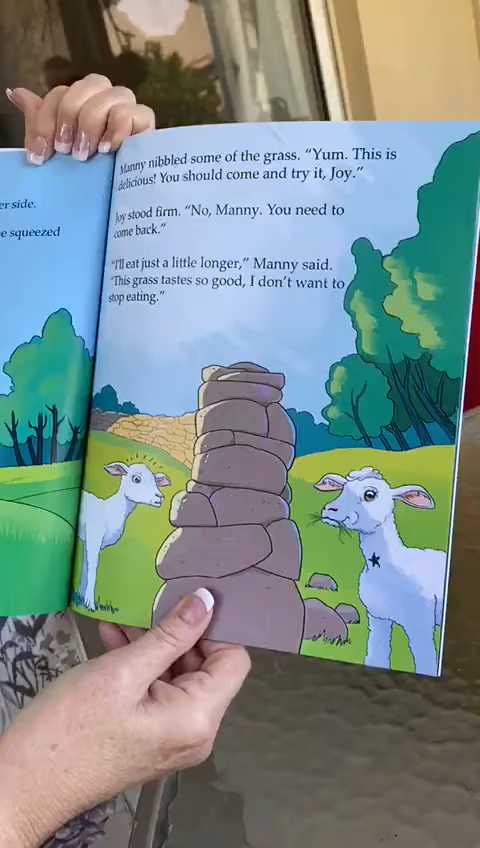 er side.
e squeezed
Manny nibbled some of the grass. “Yum. This is
delicious! You should come and try it, Joy.”
Joy stood firm. “No, Manny. You need to
come back.”
“I’ll eat just a little longer,” Manny said.
“This grass tastes so good, I don’t want to
stop eating.”